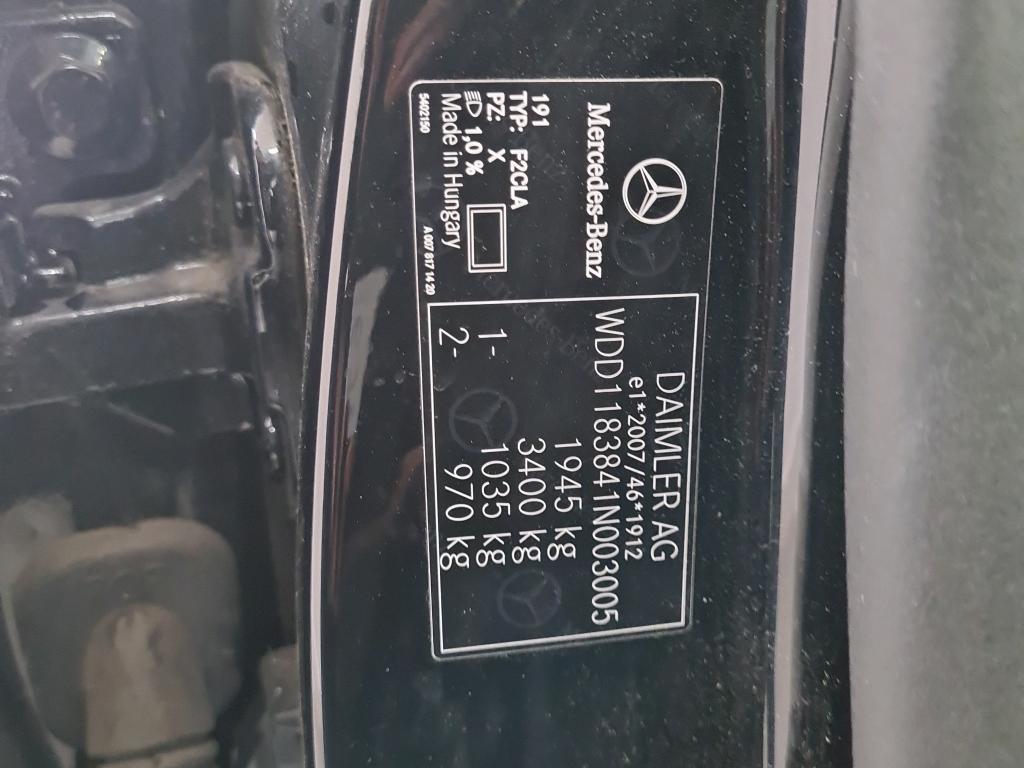 Mercedes-Benz
191
TYP: F2CLA
PZ: X
1,0 %
Made in Hungary
5402150
A 007 817 14 20
DAIMLER AG
e1*2007/46*1912
WDD1183841N003005
1945 kg
3400 kg
1- 1035 kg
2- 970 kg